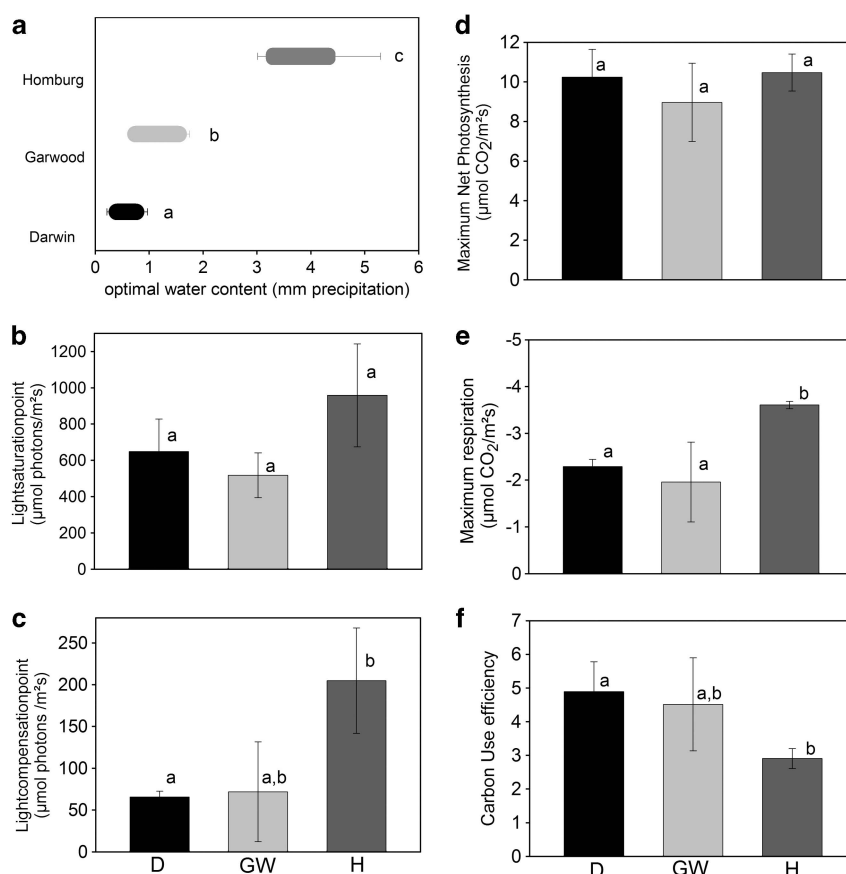 a
Homburg
c
b
Garwood
a
Darwin
0 1 2 3 4 5 6
optimal water content (mm precipitation)
b
Lightsaturationpoint
(µmol photons/m²s)
1200
1000
800
600
400
200
0
a
a
a
c
Lightcompensationpoint
(µmol photons /m²s)
250
200
150
100
50
0
a
a,b
b
D GW H
d
Maximum Net Photosynthesis
(µmol CO₂/m²s)
12
10
8
6
4
2
0
a
a
a
e
Maximum respiration
(µmol CO₂/m²s)
-5
-4
-3
-2
-1
0
a
a
b
f
Carbon Use efficiency
7
6
5
4
3
2
1
0
a
a,b
b
D GW H